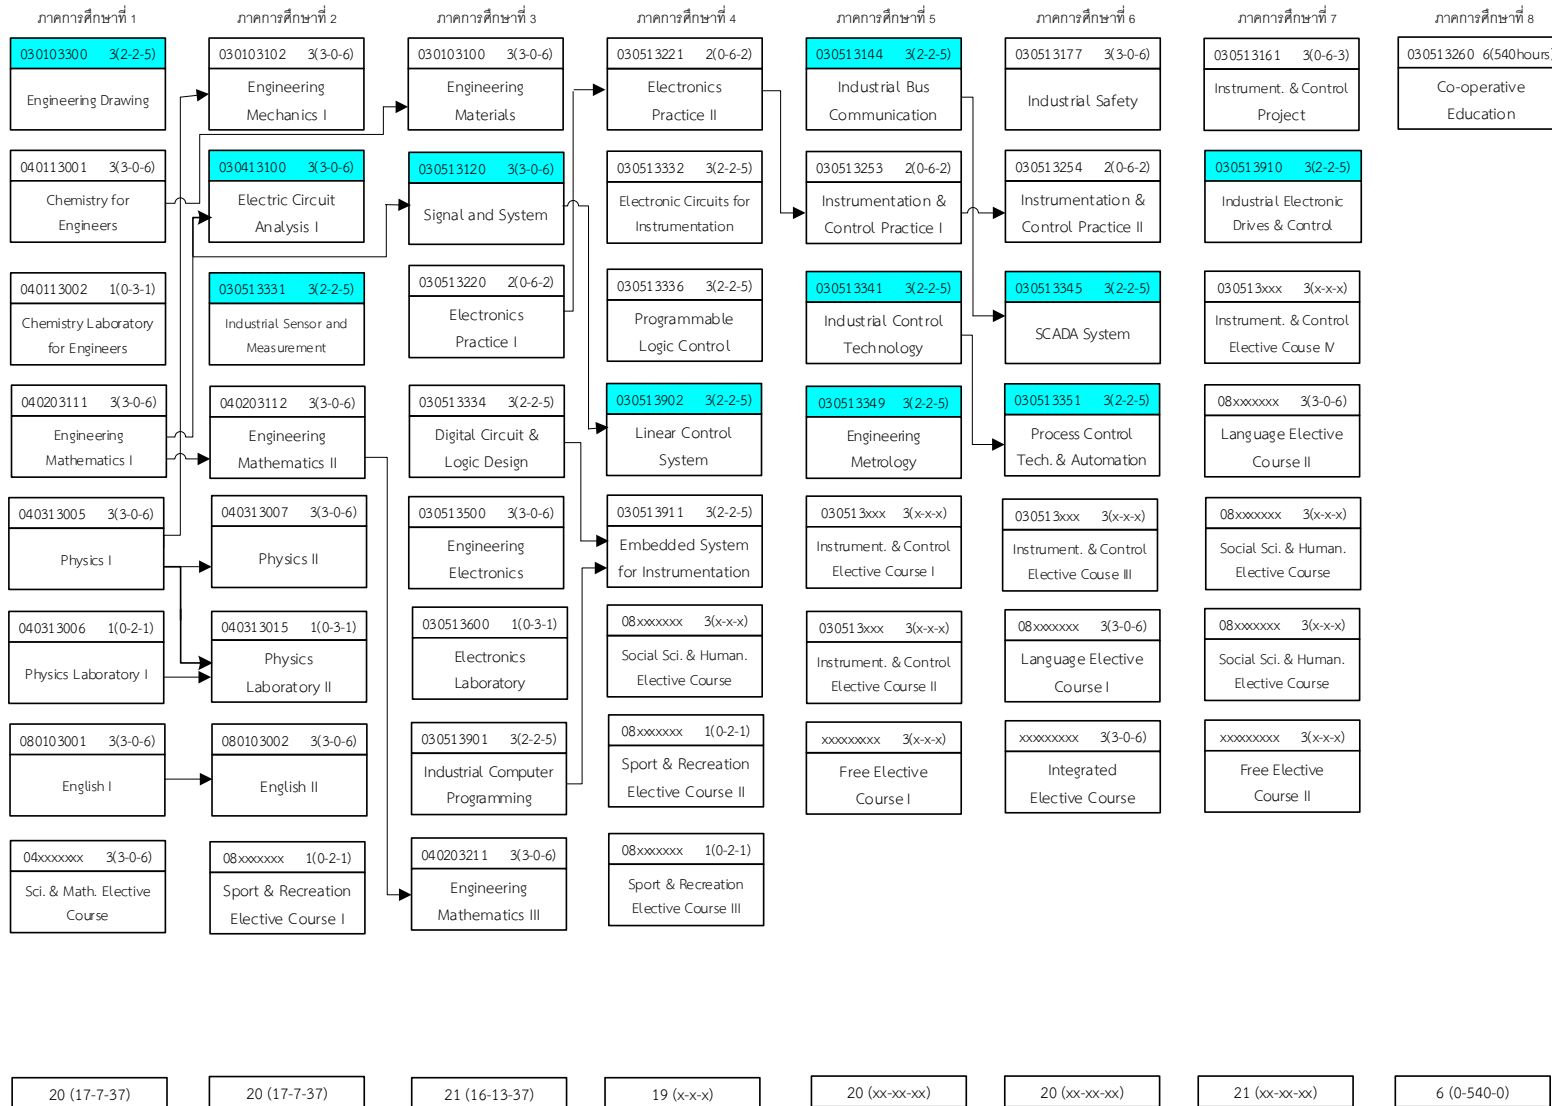 ภาคการศึกษาที่ 1
030103300 3(2-2-5)
Engineering Drawing
040113001 3(3-0-6)
Chemistry for
Engineers
040113002 1(0-3-1)
Chemistry Laboratory
for Engineers
040203111 3(3-0-6)
Engineering
Mathematics I
040313005 3(3-0-6)
Physics I
040313006 1(0-2-1)
Physics Laboratory I
080103001 3(3-0-6)
English I
04xxxxxxx 3(3-0-6)
Sci. & Math. Elective
Course
20 (17-7-37)
ภาคการศึกษาที่ 2
030103102 3(3-0-6)
Engineering
Mechanics I
030413100 3(3-0-6)
Electric Circuit
Analysis I
030513331 3(2-2-5)
Industrial Sensor and
Measurement
040203112 3(3-0-6)
Engineering
Mathematics II
040313007 3(3-0-6)
Physics II
040313015 1(0-3-1)
Physics
Laboratory II
080103002 3(3-0-6)
English II
08xxxxxxx 1(0-2-1)
Sport & Recreation
Elective Course I
20 (17-7-37)
ภาคการศึกษาที่ 3
030103100 3(3-0-6)
Engineering
Materials
030513120 3(3-0-6)
Signal and System
030513220 2(0-6-2)
Electronics
Practice I
030513334 3(2-2-5)
Digital Circuit &
Logic Design
030513500 3(3-0-6)
Engineering
Electronics
030513600 1(0-3-1)
Electronics
Laboratory
030513901 3(2-2-5)
Industrial Computer
Programming
040203211 3(3-0-6)
Engineering
Mathematics III
21 (16-13-37)
ภาคการศึกษาที่ 4
030513221 2(0-6-2)
Electronics
Practice II
030513332 3(2-2-5)
Electronic Circuits for
Instrumentation
030513336 3(2-2-5)
Programmable
Logic Control
030513902 3(2-2-5)
Linear Control
System
030513911 3(2-2-5)
Embedded System
for Instrumentation
08xxxxxxx 3(x-x-x)
Social Sci. & Human.
Elective Course
08xxxxxxx 1(0-2-1)
Sport & Recreation
Elective Course II
08xxxxxxx 1(0-2-1)
Sport & Recreation
Elective Course III
19 (x-x-x)
ภาคการศึกษาที่ 5
030513144 3(2-2-5)
Industrial Bus
Communication
030513253 2(0-6-2)
Instrumentation &
Control Practice I
030513341 3(2-2-5)
Industrial Control
Technology
030513349 3(2-2-5)
Engineering
Metrology
030513xxx 3(x-x-x)
Instrument. & Control
Elective Course I
030513xxx 3(x-x-x)
Instrument. & Control
Elective Course II
xxxxxxxxx 3(x-x-x)
Free Elective
Course I
20 (xx-xx-xx)
ภาคการศึกษาที่ 6
030513177 3(3-0-6)
Industrial Safety
030513254 2(0-6-2)
Instrumentation &
Control Practice II
030513345 3(2-2-5)
SCADA System
030513351 3(2-2-5)
Process Control
Tech. & Automation
030513xxx 3(x-x-x)
Instrument. & Control
Elective Couse III
08xxxxxxx 3(3-0-6)
Language Elective
Course I
xxxxxxxxx 3(3-0-6)
Integrated
Elective Course
20 (xx-xx-xx)
ภาคการศึกษาที่ 7
030513161 3(0-6-3)
Instrument. & Control
Project
030513910 3(2-2-5)
Industrial Electronic
Drives & Control
030513xxx 3(x-x-x)
Instrument. & Control
Elective Couse IV
08xxxxxxx 3(3-0-6)
Language Elective
Course II
08xxxxxxx 3(x-x-x)
Social Sci. & Human.
Elective Course
08xxxxxxx 3(x-x-x)
Social Sci. & Human.
Elective Course
xxxxxxxxx 3(x-x-x)
Free Elective
Course II
21 (xx-xx-xx)
ภาคการศึกษาที่ 8
030513260 6(540hours)
Co-operative
Education
6 (0-540-0)